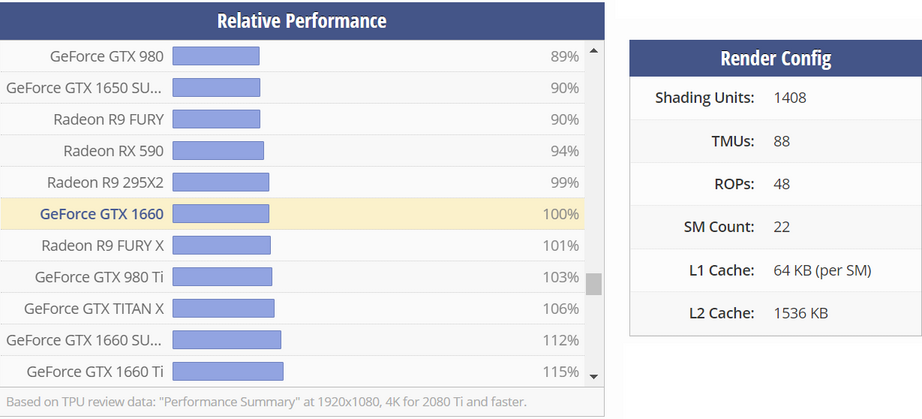 Relative Performance
GeForce GTX 980 89%
GeForce GTX 1650 SU... 90%
Radeon R9 FURY 90%
Radeon RX 590 94%
Radeon R9 295X2 99%
GeForce GTX 1660 100%
Radeon R9 FURY X 101%
GeForce GTX 980 Ti 103%
GeForce GTX TITAN X 106%
GeForce GTX 1660 SU... 112%
GeForce GTX 1660 Ti 115%
Based on TPU review data: "Performance Summary" at 1920x1080, 4K for 2080 Ti and faster.
Render Config
Shading Units: 1408
TMUs: 88
ROPs: 48
SM Count: 22
L1 Cache: 64 KB (per SM)
L2 Cache: 1536 KB